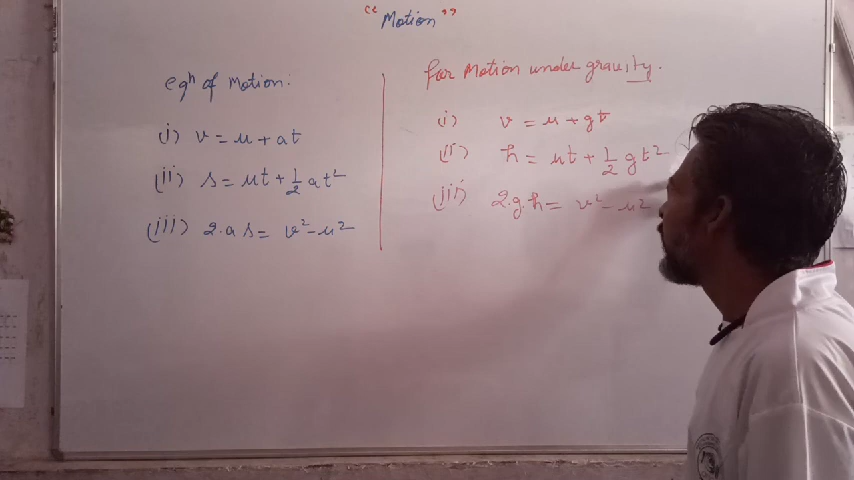 "Motion"
eqn of Motion:
(i) v = u + at
(ii) s = ut + 1/2 at²
(iii) 2.as = v² - u²
for Motion under gravity.
(i) v = u + gt
(ii) h = ut + 1/2 gt²
(iii) 2.g.h = v² - u²